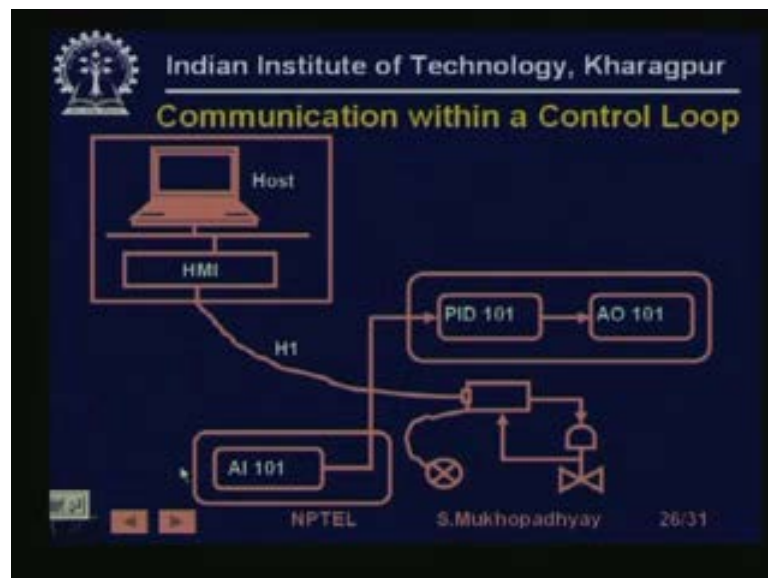 Indian Institute of Technology, Kharagpur
Communication within a Control Loop
Host
HMI
PID 101
AO 101
H1
AI 101
NPTEL
S.Mukhopadhyay
26/31